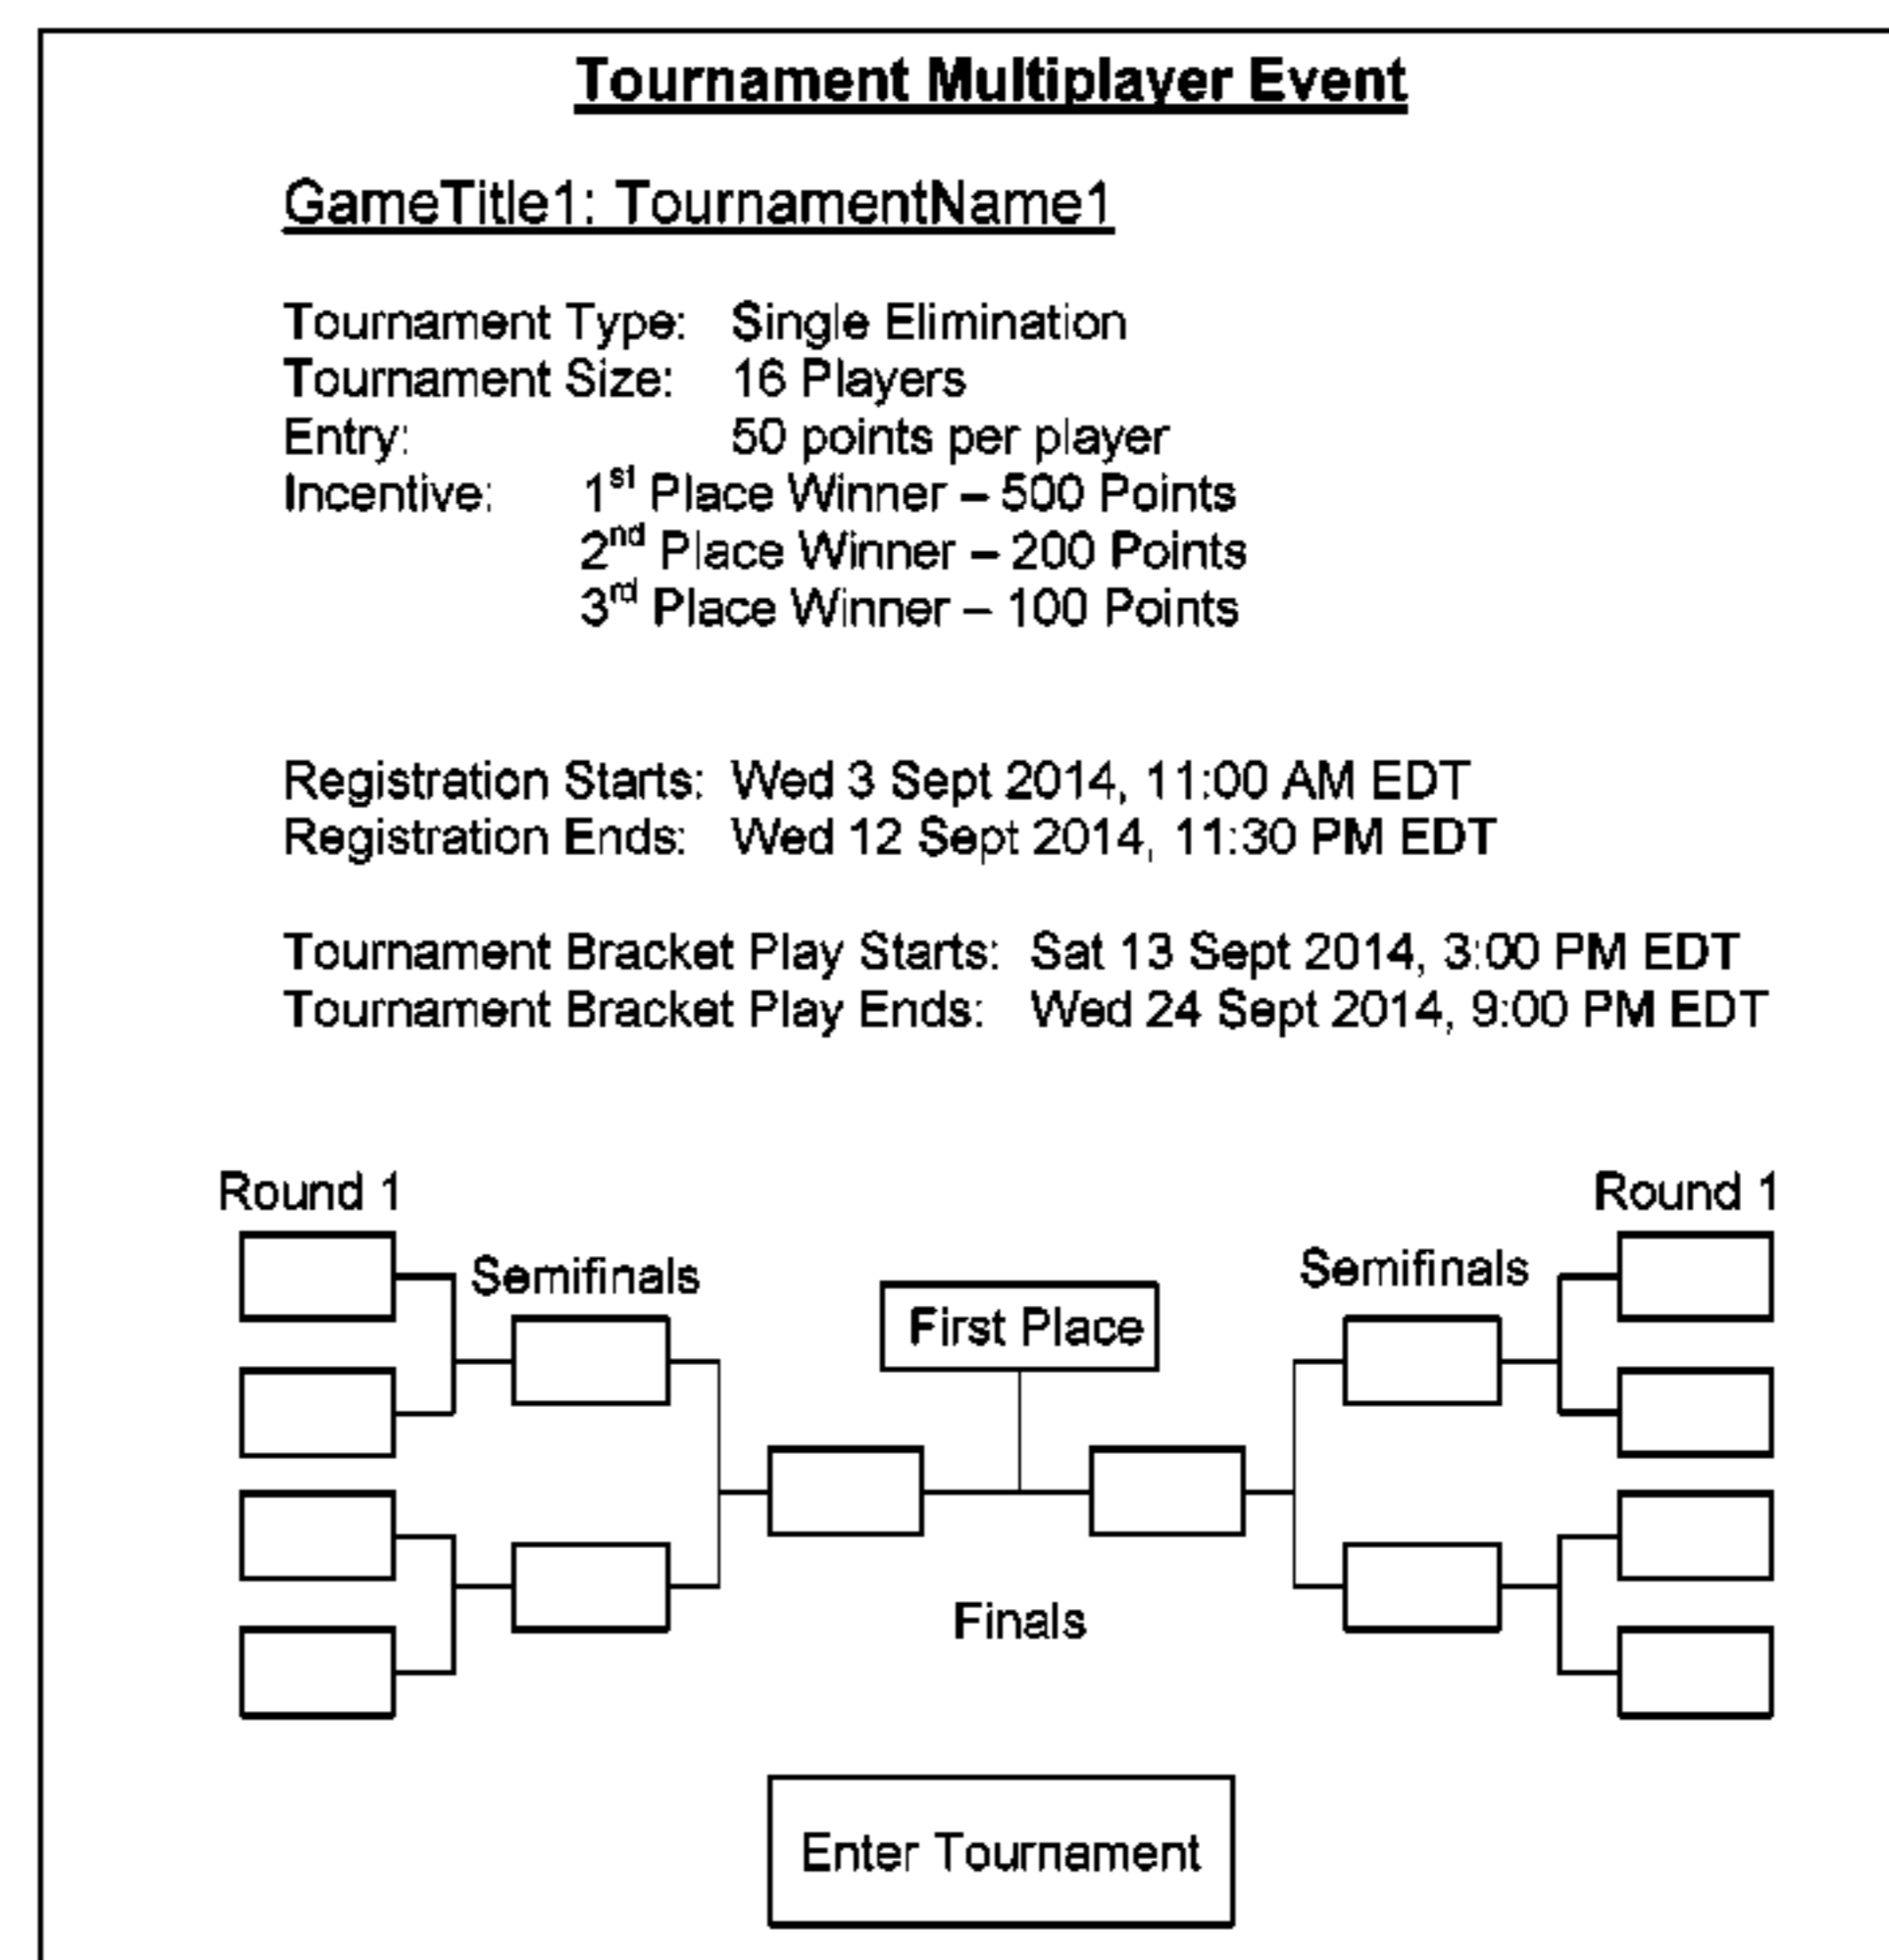 Tournament Multiplayer Event
GameTitle1: TournamentName1
Tournament Type: Single Elimination
Tournament Size: 16 Players
Entry: 50 points per player
Incentive: 1st Place Winner – 500 Points
2nd Place Winner – 200 Points
3rd Place Winner – 100 Points
Registration Starts: Wed 3 Sept 2014, 11:00 AM EDT
Registration Ends: Wed 12 Sept 2014, 11:30 PM EDT
Tournament Bracket Play Starts: Sat 13 Sept 2014, 3:00 PM EDT
Tournament Bracket Play Ends: Wed 24 Sept 2014, 9:00 PM EDT
Round 1 Round 1
Semifinals Semifinals
First Place
Finals
Enter Tournament